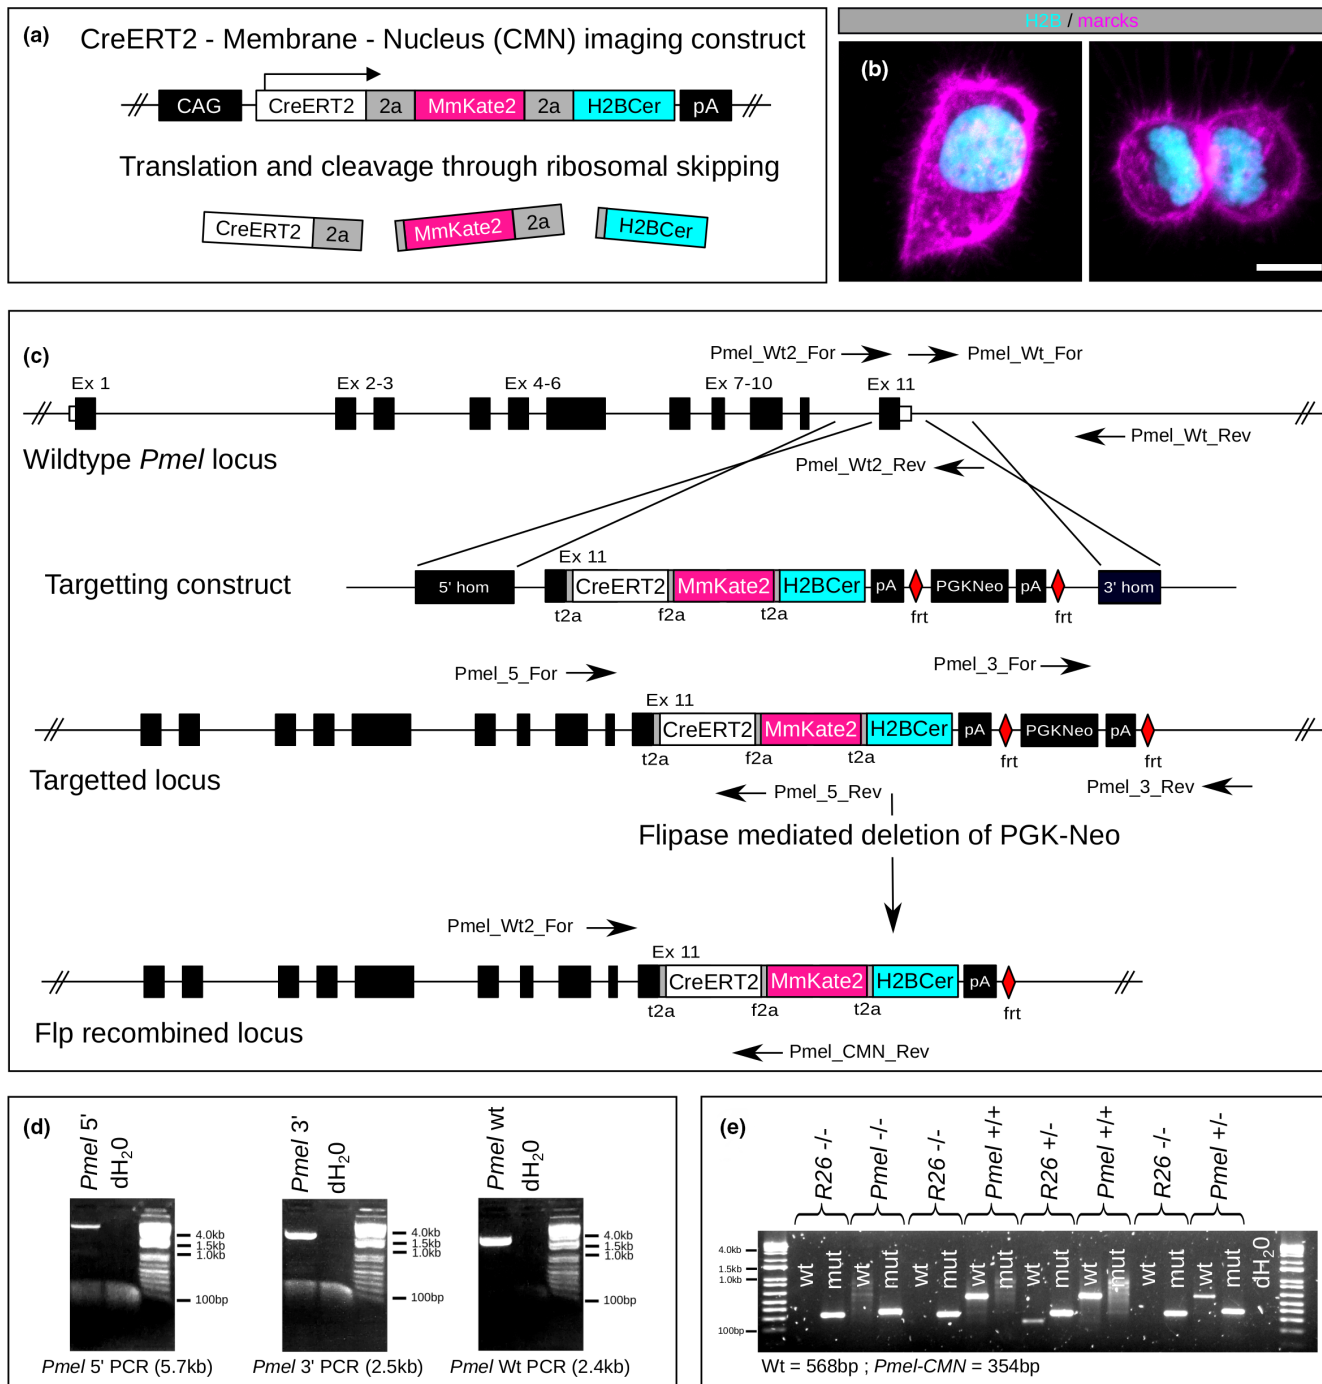 (a) CreERT2 - Membrane - Nucleus (CMN) imaging construct
CAG CreERT2 2a MmKate2 2a H2BCer pA
Translation and cleavage through ribosomal skipping
CreERT2 2a MmKate2 2a H2BCer
H2B / marcks
(b)
(c)
Pmel_Wt2_For Pmel_Wt_For
Ex 1 Ex 2-3 Ex 4-6 Ex 7-10 Ex 11
Pmel_Wt_Rev
Wildtype Pmel locus
Pmel_Wt2_Rev
Ex 11
Targetting construct
5' hom CreERT2 MmKate2 H2BCer pA PGKNeo pA 3' hom
t2a f2a t2a frt frt
Pmel_5_For Pmel_3_For
Ex 11
CreERT2 MmKate2 H2BCer pA PGKNeo pA
t2a f2a t2a frt frt
Targetted locus
Pmel_5_Rev Pmel_3_Rev
Flipase mediated deletion of PGK-Neo
Pmel_Wt2_For
Ex 11
CreERT2 MmKate2 H2BCer pA
t2a f2a t2a frt
Flp recombined locus
Pmel_CMN_Rev
(d)
Pmel 5' dH20
4.0kb
1.5kb
1.0kb
100bp
Pmel 5' PCR (5.7kb)
Pmel 3' dH20
4.0kb
1.5kb
1.0kb
100bp
Pmel 3' PCR (2.5kb)
Pmel wt dH20
4.0kb
1.5kb
1.0kb
100bp
Pmel Wt PCR (2.4kb)
(e)
R26 -/- Pmel -/- R26 -/- Pmel +/+ R26 +/- Pmel +/+ R26 -/- Pmel +/-
wt mut wt mut wt mut wt mut wt mut wt mut wt mut wt mut dH20
4.0kb
1.5kb
1.0kb
100bp
Wt = 568bp ; Pmel-CMN = 354bp